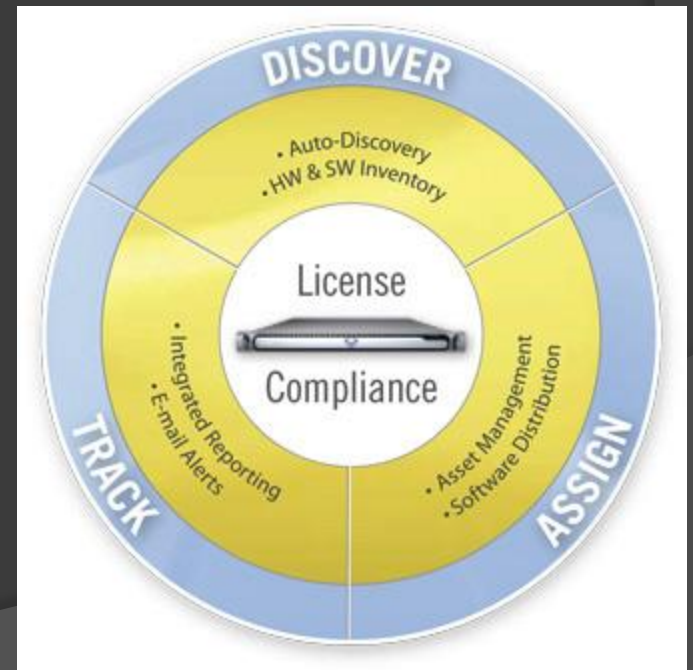 DISCOVER
• Auto-Discovery
• HW & SW Inventory
License
Compliance
• Integrated Reporting
• E-mail Alerts
TRACK
• Asset Management
• Software Distribution
ASSIGN